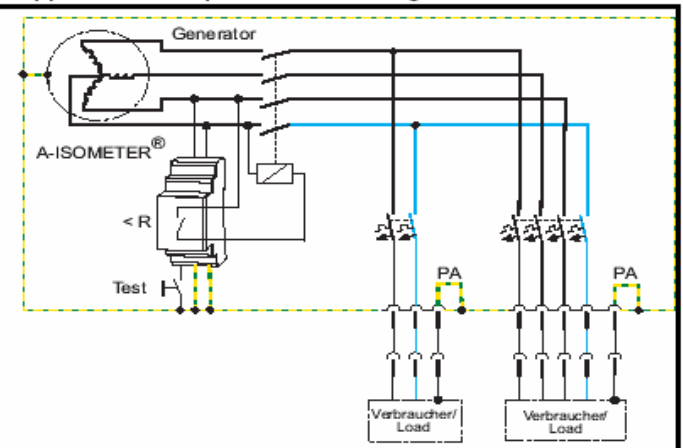 Generator
A-ISOMETER®
< R
Test
PA
PA
Verbraucher/
Load
Verbraucher/
Load